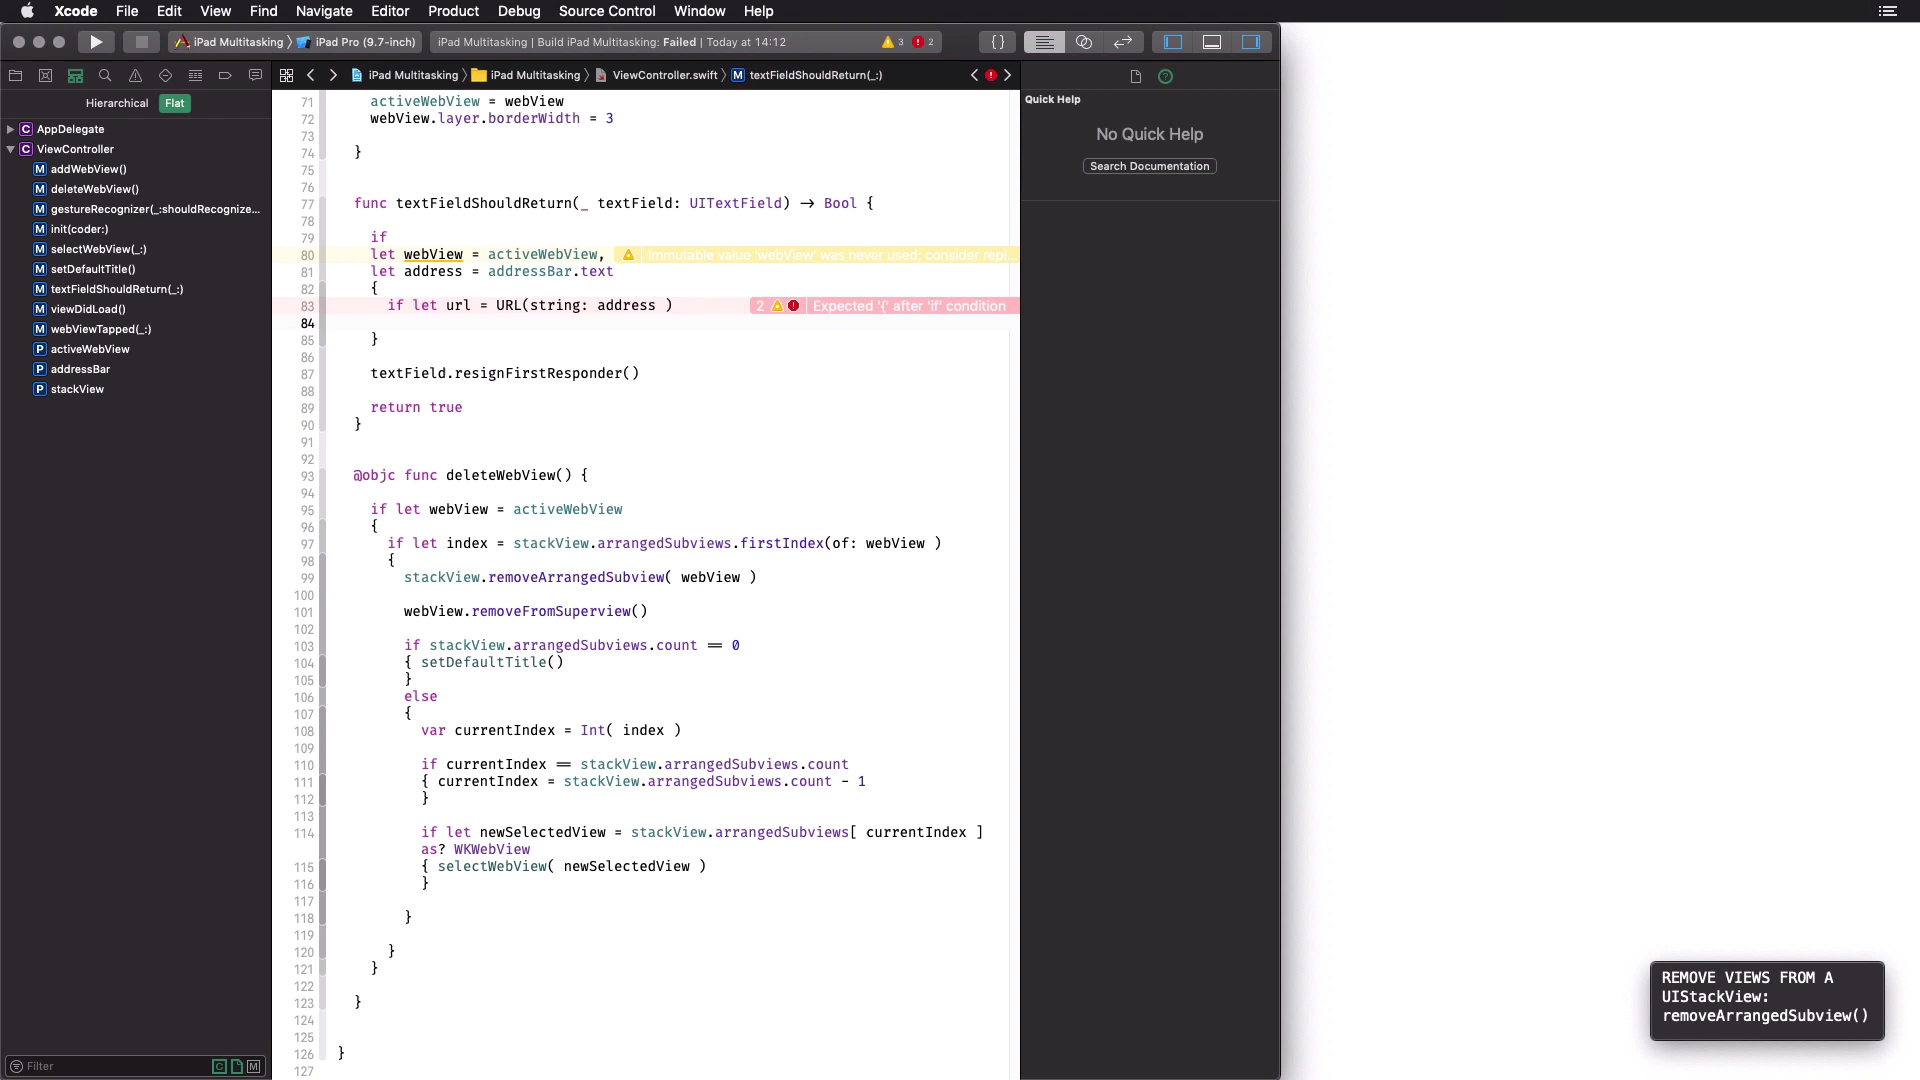 Xcode File Edit View Find Navigate Editor Product Debug Source Control Window Help
iPad Multitasking iPad Pro (9.7-inch) iPad Multitasking | Build iPad Multitasking: Failed | Today at 14:12 3 2
iPad Multitasking iPad Multitasking ViewController.swift M textFieldShouldReturn(_:)
Hierarchical Flat
C AppDelegate
C ViewController
M addWebView()
M deleteWebView()
M gestureRecognizer(_:shouldRecognize...
M init(coder:)
M selectWebView(_:)
M setDefaultTitle()
M textFieldShouldReturn(_:)
M viewDidLoad()
M webViewTapped(_:)
P activeWebView
P addressBar
P stackView
Filter C M
71 activeWebView = webView
72 webView.layer.borderWidth = 3
73
74 }
75
76
77 func textFieldShouldReturn(_ textField: UITextField) -> Bool {
78
79 if
80 let webView = activeWebView, Immutable value 'webView' was never used; consider repl...
81 let address = addressBar.text
82 {
83 if let url = URL(string: address ) 2 Expected '{' after 'if' condition
84
85 }
86
87 textField.resignFirstResponder()
88
89 return true
90 }
91
92
93 @objc func deleteWebView() {
94
95 if let webView = activeWebView
96 {
97 if let index = stackView.arrangedSubviews.firstIndex(of: webView )
98 {
99 stackView.removeArrangedSubview( webView )
100
101 webView.removeFromSuperview()
102
103 if stackView.arrangedSubviews.count == 0
104 { setDefaultTitle()
105 }
106 else
107 {
108 var currentIndex = Int( index )
109
110 if currentIndex == stackView.arrangedSubviews.count
111 { currentIndex = stackView.arrangedSubviews.count - 1
112 }
113
114 if let newSelectedView = stackView.arrangedSubviews[ currentIndex ]
as? WKWebView
115 { selectWebView( newSelectedView )
116 }
117
118 }
119
120 }
121 }
122
123 }
124
125
126 }
127
Quick Help
No Quick Help
Search Documentation
REMOVE VIEWS FROM A
UIStackView:
removeArrangedSubview()